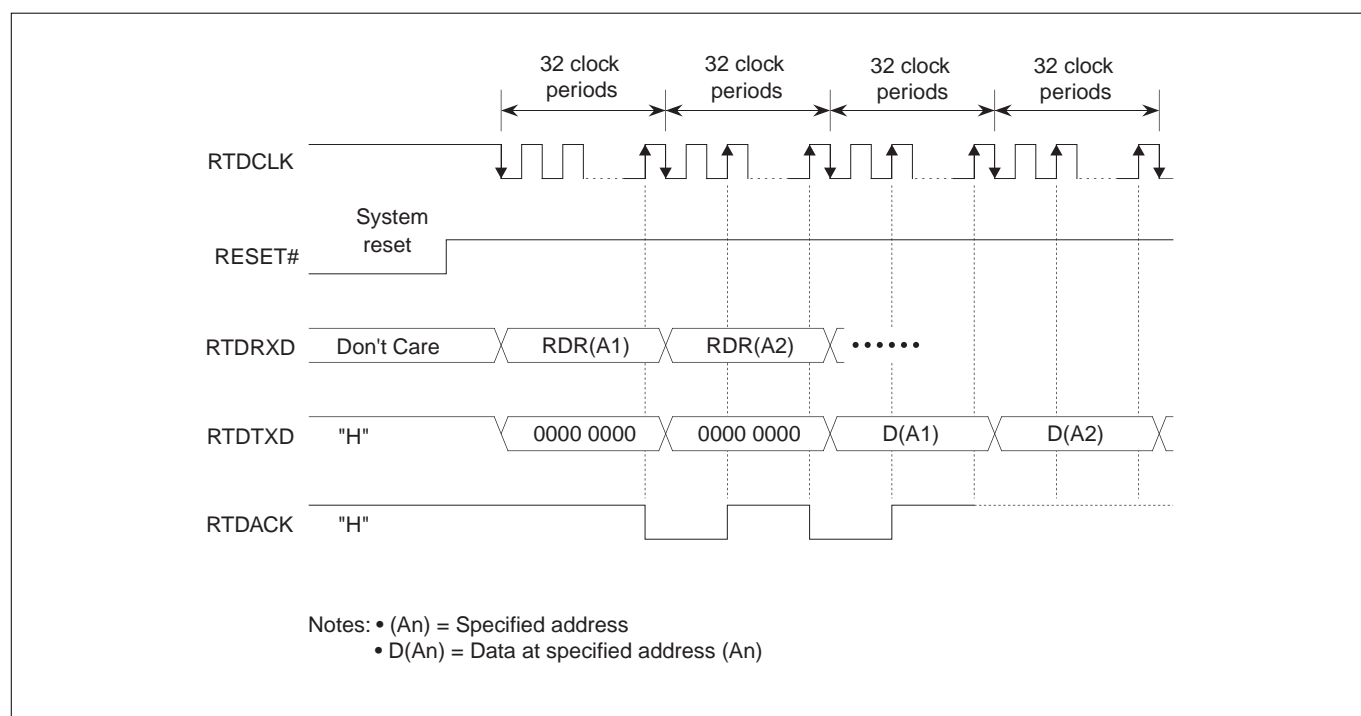 32 clock
periods
32 clock
periods
32 clock
periods
32 clock
periods
RTDCLK
System
reset
RESET#
RTDRXD
Don't Care
RDR(A1)
RDR(A2)
••••••
RTDTXD
"H"
0000 0000
0000 0000
D(A1)
D(A2)
RTDACK
"H"
Notes: • (An) = Specified address
• D(An) = Data at specified address (An)